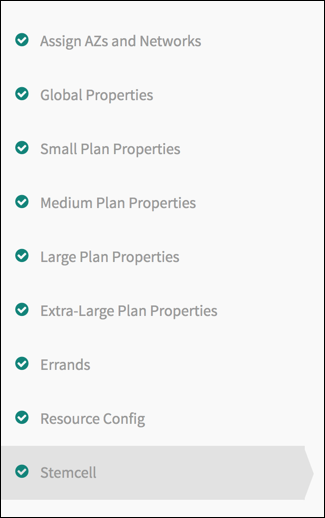 Assign AZs and Networks
Global Properties
Small Plan Properties
Medium Plan Properties
Large Plan Properties
Extra-Large Plan Properties
Errands
Resource Config
Stemcell